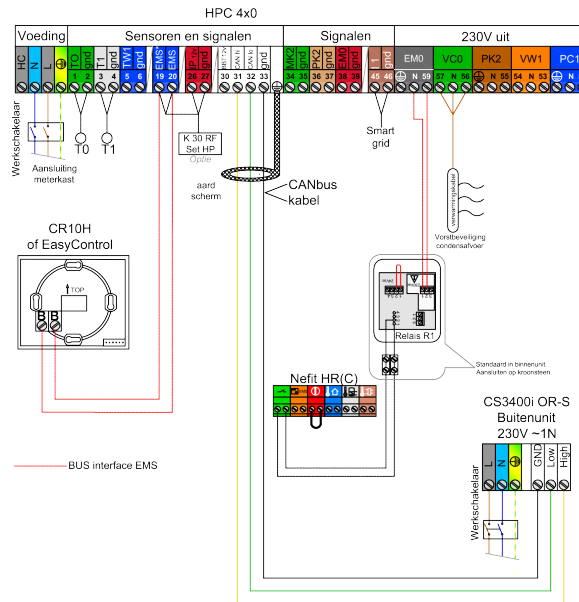 HPC 4x0
Voeding
Sensoren en signalen
Signalen
230V uit
HC
N
L
TO
gnd
T1
gnd
TW1
gnd
EMS*
EMS
gnd
CAN h
CAN l
gnd
MK2
gnd
PK2
gnd
EM0
gnd
I1
gnd
EM0
VC0
PK2
VW1
PC1
1
2
3
4
5
6
19
20
26
27
30
31
32
33
34
35
36
37
38
39
45
46
N
59
57
N
56
N
55
54
N
53
N
52
Werkschakelaar
Aansluiting
meterkast
T0
T1
K 30 RF
Set HP
Optie
aard
scherm
CANbus
kabel
Smart
grid
verwarmingskabel
Vorstbeveiliging
condensafvoer
CR10H
of EasyControl
TOP
B
B
Relais R1
Standaard in binnenunit.
Aansluiten op kroonsteen.
Nefit HR(C)
CS3400i OR-S
Buitenunit
230V ~1N
L
N
GND
Low
High
Werkschakelaar
BUS interface EMS